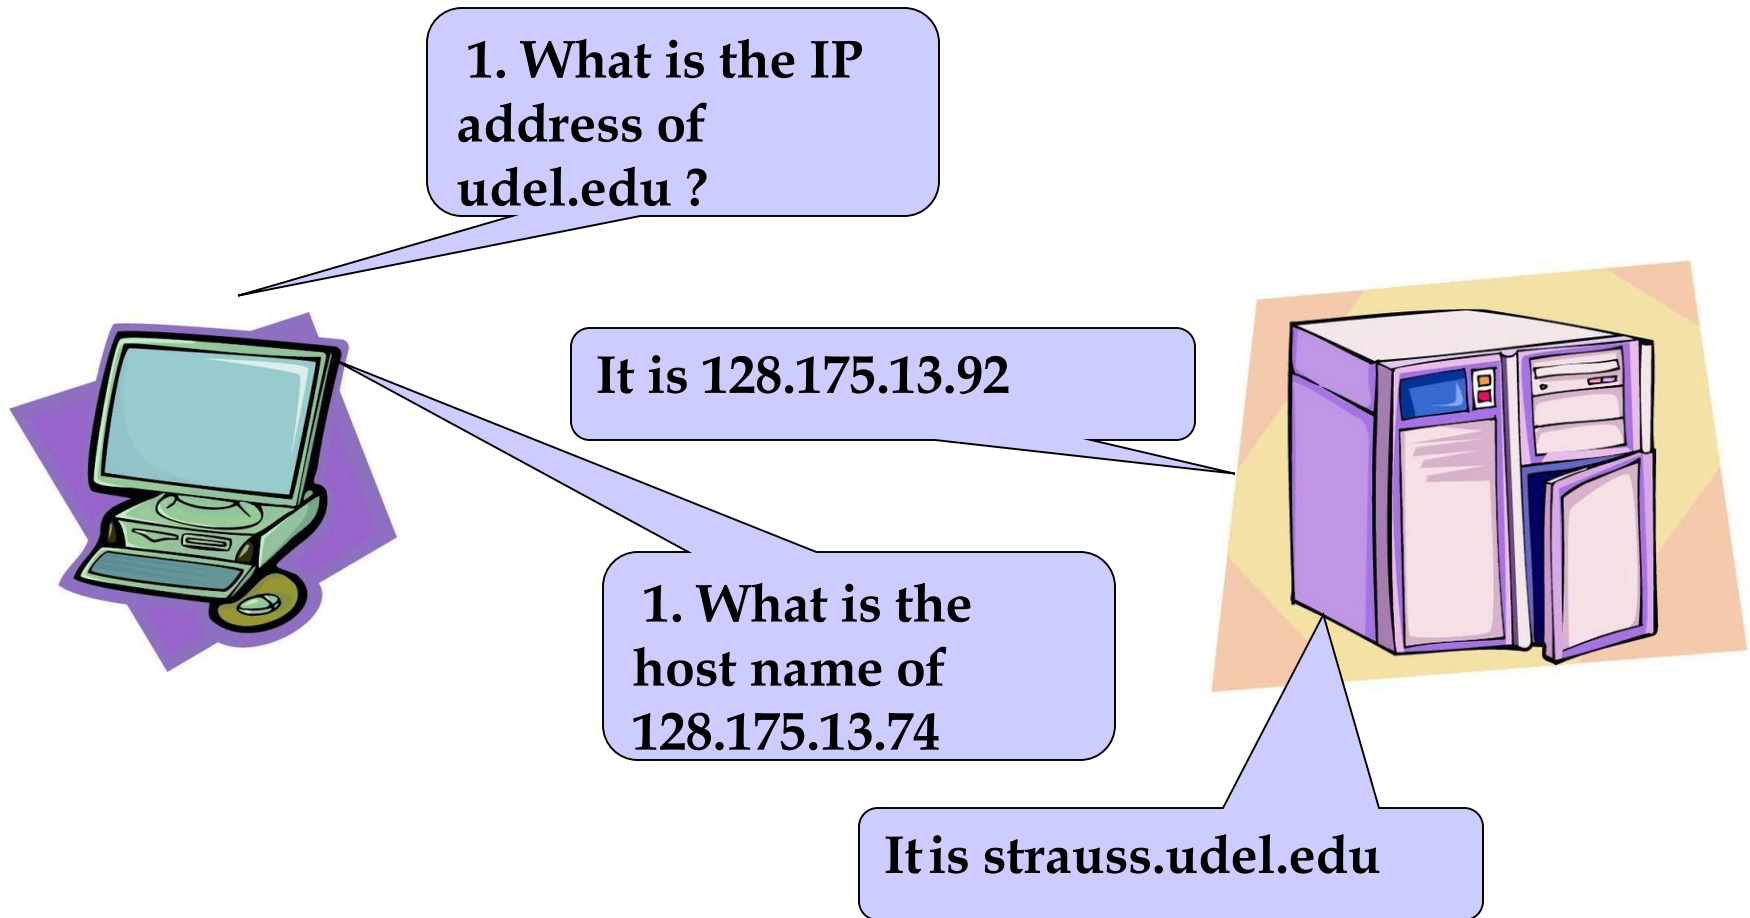 1. What is the IP
address of
udel.edu ?
It is 128.175.13.92
1. What is the
host name of
128.175.13.74
It is strauss.udel.edu